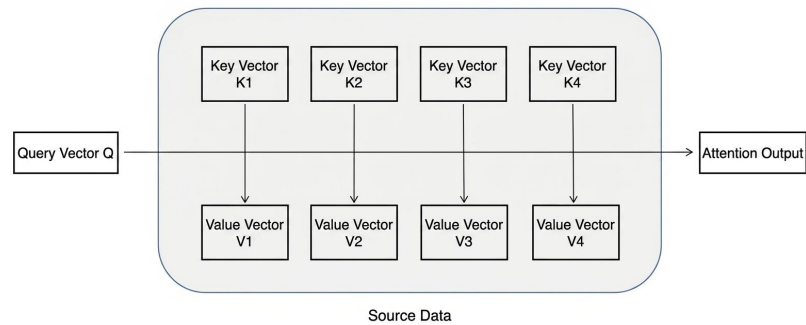 Key Vector
K1
Key Vector
K2
Key Vector
K3
Key Vector
K4
Query Vector Q
Attention Output
Value Vector
V1
Value Vector
V2
Value Vector
V3
Value Vector
V4
Source Data